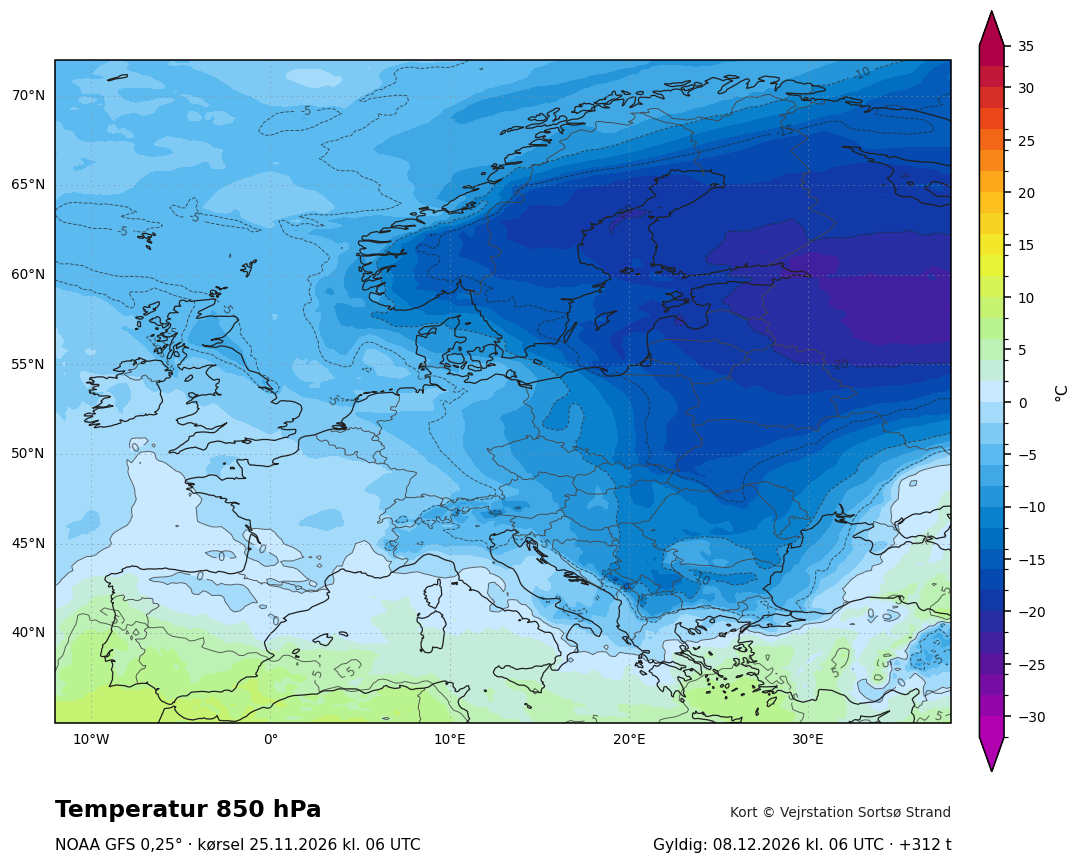 35
30
25
20
15
10
5
0
−5
−10
−15
−20
−25
−30
°C
70°N
65°N
60°N
55°N
50°N
45°N
40°N
10°W
0°
10°E
20°E
30°E
Temperatur 850 hPa
Kort © Vejrstation Sortsø Strand
NOAA GFS 0,25° · kørsel 25.11.2026 kl. 06 UTC
Gyldig: 08.12.2026 kl. 06 UTC · +312 t